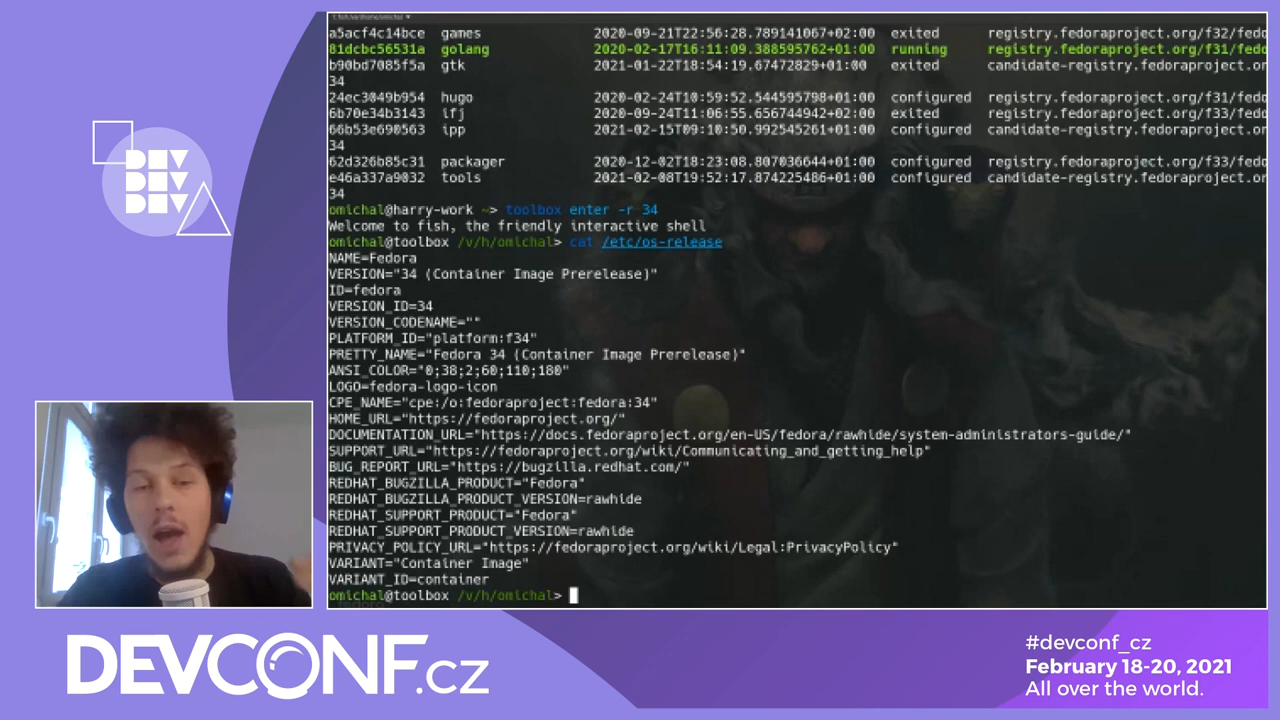 a5acf4c14bce games 2020-09-21T22:56:28.789141067+02:00 exited registry.fedoraproject.org/f32/fedo
81dcbc56531a golang 2020-02-17T16:11:09.388595762+01:00 running registry.fedoraproject.org/f31/fedo
b90bd7085f5a gtk 2021-01-22T18:54:19.67472829+01:00 exited candidate-registry.fedoraproject.or
34
24ec3049b954 hugo 2020-02-24T10:59:52.544595798+01:00 configured registry.fedoraproject.org/f31/fedo
6b70e34b3143 ifj 2020-09-24T11:06:55.656744942+02:00 exited registry.fedoraproject.org/f33/fedo
66b53e690563 ipp 2021-02-15T09:10:50.992545261+01:00 configured candidate-registry.fedoraproject.or
34
62d326b85c31 packager 2020-12-02T18:23:08.807036644+01:00 configured registry.fedoraproject.org/f33/fedo
e46a337a9032 tools 2021-02-08T19:52:17.874225486+01:00 configured candidate-registry.fedoraproject.or
34
omichal@harry-work ~> toolbox enter -r 34
Welcome to fish, the friendly interactive shell
omichal@toolbox /v/h/omichal> cat /etc/os-release
NAME=Fedora
VERSION="34 (Container Image Prerelease)"
ID=fedora
VERSION_ID=34
VERSION_CODENAME=""
PLATFORM_ID="platform:f34"
PRETTY_NAME="Fedora 34 (Container Image Prerelease)"
ANSI_COLOR="0;38;2;60;110;180"
LOGO=fedora-logo-icon
CPE_NAME="cpe:/o:fedoraproject:fedora:34"
HOME_URL="https://fedoraproject.org/"
DOCUMENTATION_URL="https://docs.fedoraproject.org/en-US/fedora/rawhide/system-administrators-guide/"
SUPPORT_URL="https://fedoraproject.org/wiki/Communicating_and_getting_help"
BUG_REPORT_URL="https://bugzilla.redhat.com/"
REDHAT_BUGZILLA_PRODUCT="Fedora"
REDHAT_BUGZILLA_PRODUCT_VERSION=rawhide
REDHAT_SUPPORT_PRODUCT="Fedora"
REDHAT_SUPPORT_PRODUCT_VERSION=rawhide
PRIVACY_POLICY_URL="https://fedoraproject.org/wiki/Legal:PrivacyPolicy"
VARIANT="Container Image"
VARIANT_ID=container
omichal@toolbox /v/h/omichal>
DEV
DEV
DEV
DEVCONF.cz
#devconf_cz
February 18-20, 2021
All over the world.